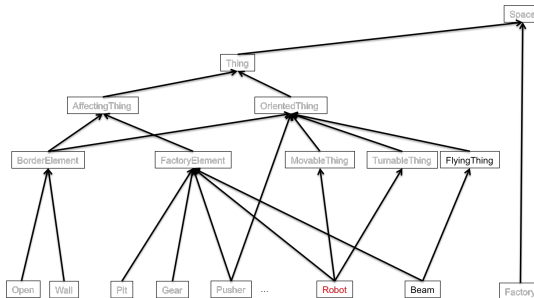 Space
Thing
AffectingThing OrientedThing
BorderElement FactoryElement MovableThing TurnableThing FlyingThing
Open Wall Pit Gear Pusher ... Robot Beam Factory